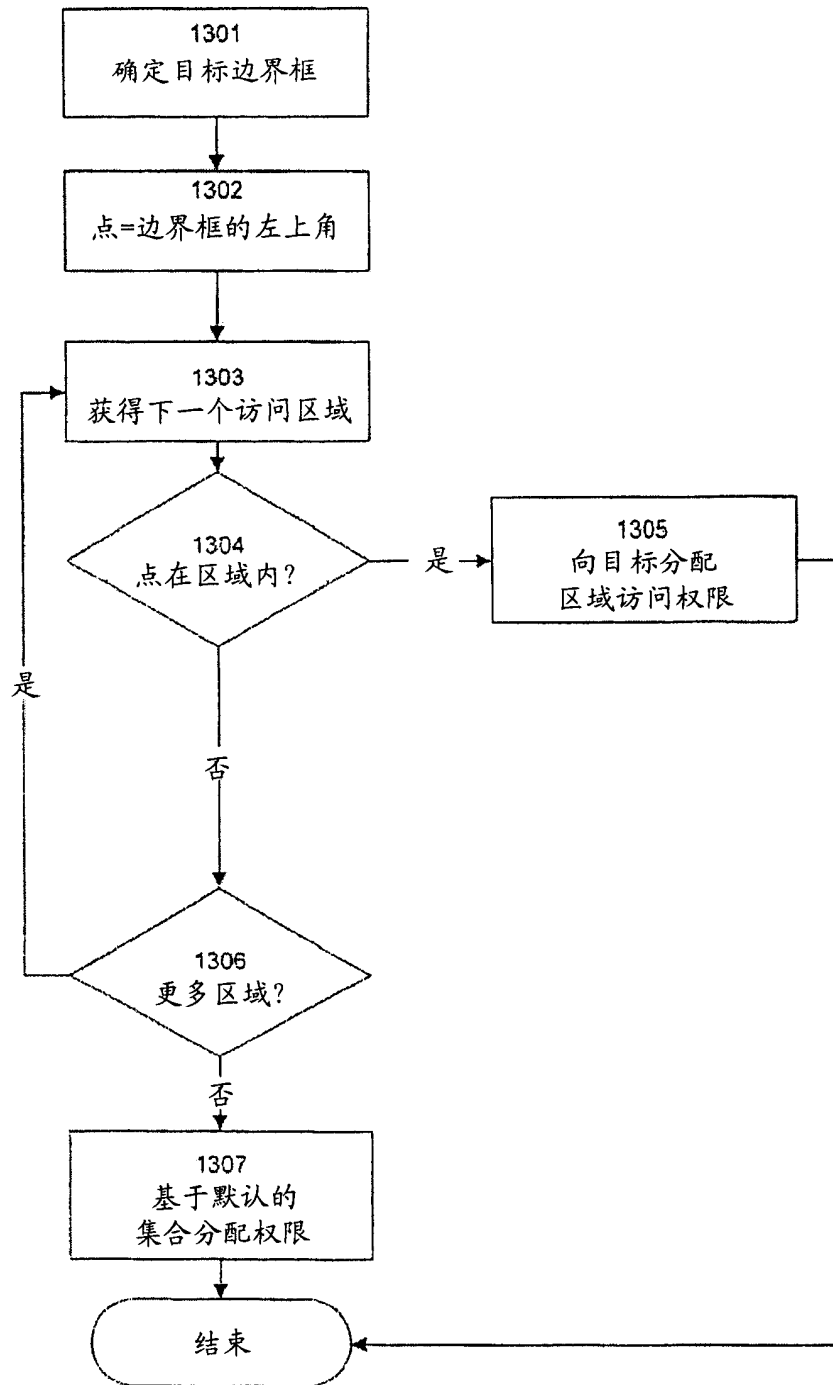 1301
确定目标边界框
1302
点=边界框的左上角
1303
获得下一个访问区域
1304
点在区域内?
是
1305
向目标分配
区域访问权限
是
否
1306
更多区域?
否
1307
基于默认的
集合分配权限
结束